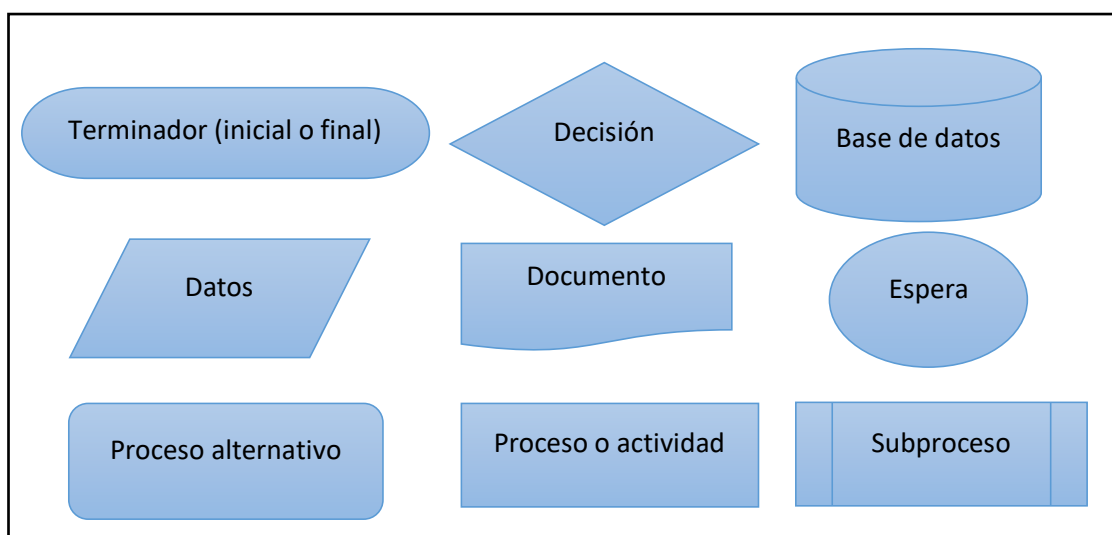 Terminador (inicial o final)
Decisión
Base de datos
Datos
Documento
Espera
Proceso alternativo
Proceso o actividad
Subproceso